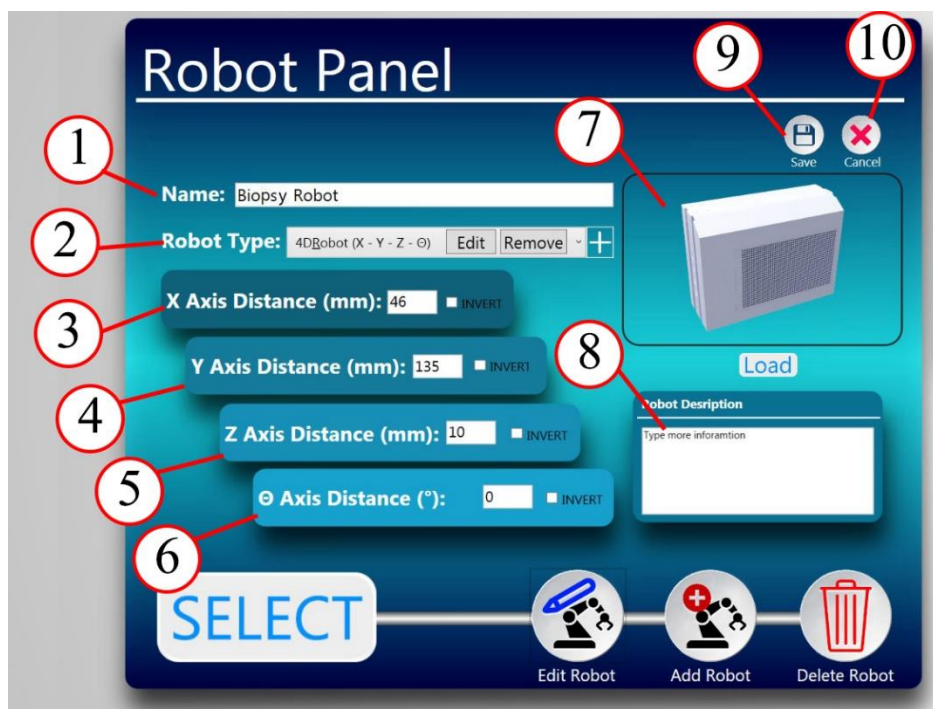 Robot Panel
9
10
7
Save
Cancel
1
Name: Biopsy Robot
2
Robot Type: 4DRobot (X - Y - Z - Θ) Edit Remove
X Axis Distance (mm): 46 INVERT
3
8
Y Axis Distance (mm): 135 INVERT
Load
4
Robot Desription
Z Axis Distance (mm): 10 INVERT
Type more inforamtion
5
Θ Axis Distance (°): 0 INVERT
6
SELECT
Edit Robot
Add Robot
Delete Robot